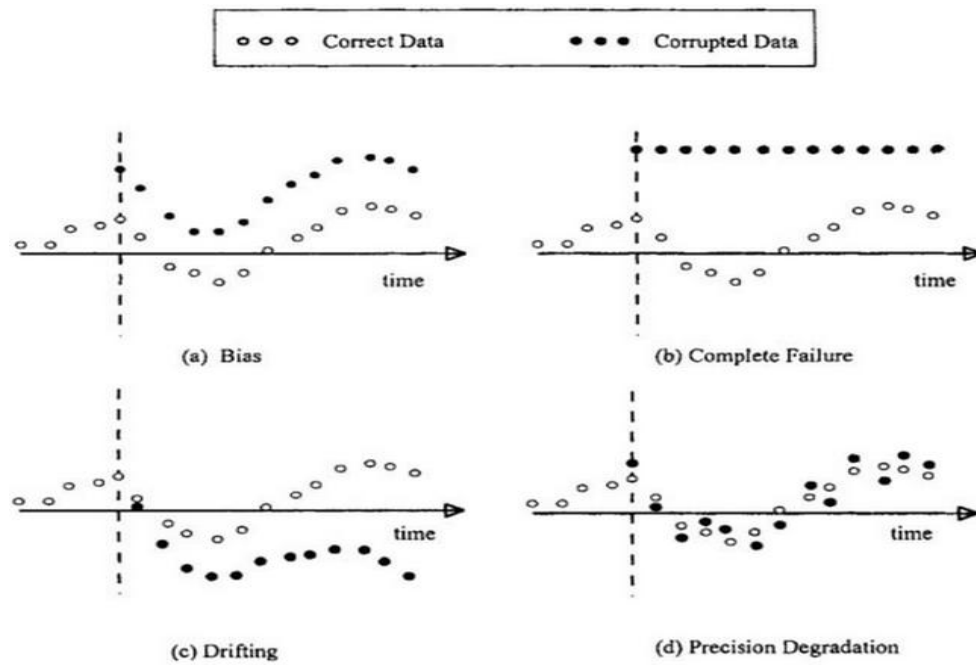 Correct Data
Corrupted Data
time
time
(a) Bias
(b) Complete Failure
time
time
(c) Drifting
(d) Precision Degradation